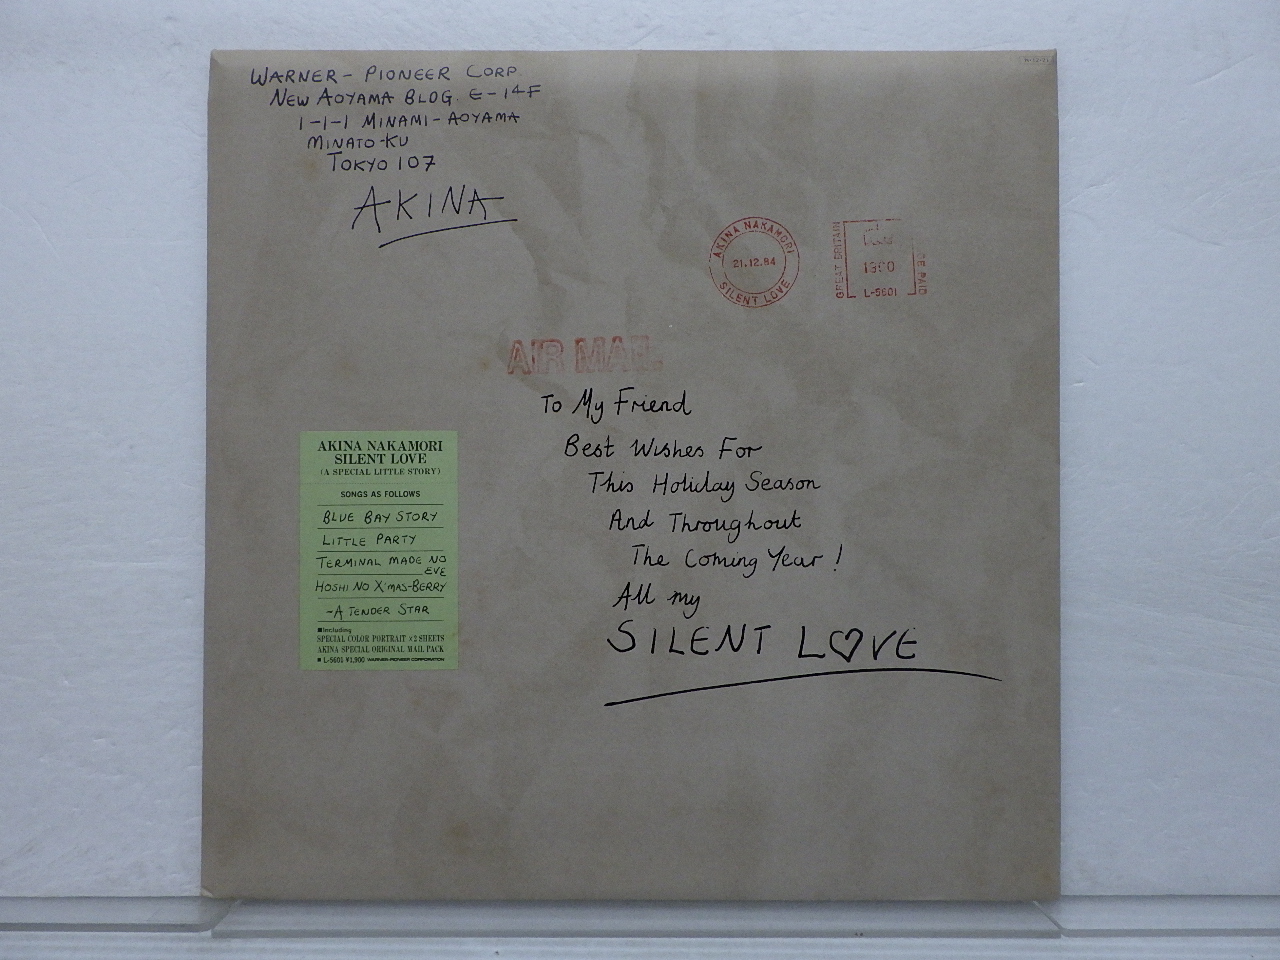 WARNER - PIONEER CORP.
NEW AOYAMA BLDG. E-14F
1-1-1 MINAMI-AOYAMA
MINATO-KU
TOKYO 107
AKINA
AKINA NAKAMORI
21.12.84
SILENT LOVE
GREAT BRITAIN
L-5601
AIR MAIL
To My Friend
Best Wishes For
This Holiday Season
And Throughout
The Coming Year !
All my
SILENT L♡VE
AKINA NAKAMORI
SILENT LOVE
(A SPECIAL LITTLE STORY)
SONGS AS FOLLOWS
BLUE BAY STORY
LITTLE PARTY
TERMINAL MADE NO
EVE
HOSHI NO X'MAS-BERRY
-A TENDER STAR
■Including
SPECIAL COLOR PORTRAIT ×2 SHEETS
AKINA SPECIAL ORIGINAL MAIL PACK
■ L-5601 ¥1,900 WARNER-PIONEER CORPORATION